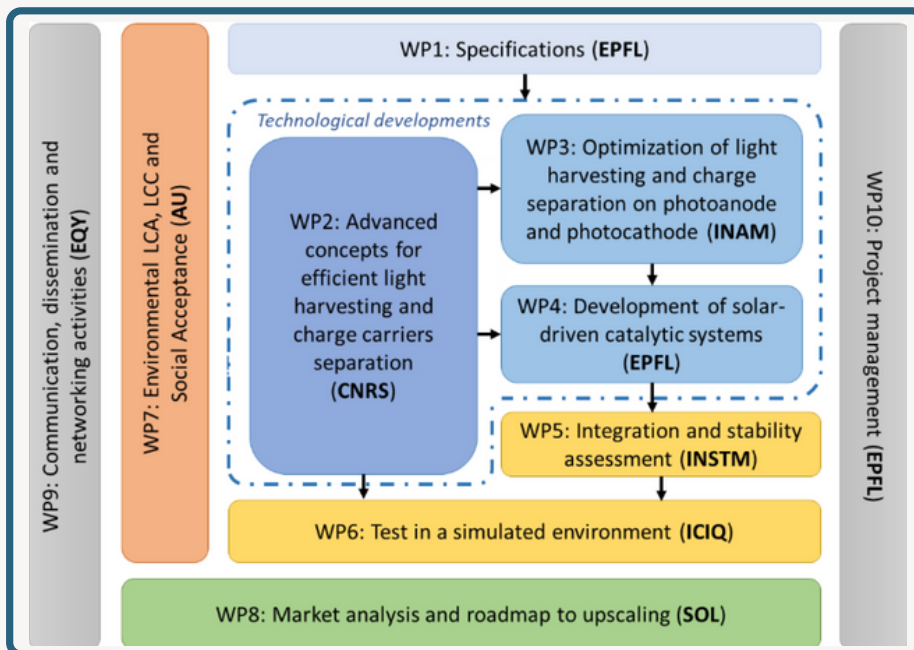 WP9: Communication, dissemination and
networking activities (EQY)
WP7: Environmental LCA, LCC and
Social Acceptance (AU)
WP1: Specifications (EPFL)
Technological developments
WP2: Advanced
concepts for
efficient light
harvesting and
charge carriers
separation
(CNRS)
WP3: Optimization of light
harvesting and charge
separation on photoanode
and photocathode (INAM)
WP4: Development of solar-
driven catalytic systems
(EPFL)
WP5: Integration and stability
assessment (INSTM)
WP6: Test in a simulated environment (ICIQ)
WP8: Market analysis and roadmap to upscaling (SOL)
WP10: Project management
(EPFL)